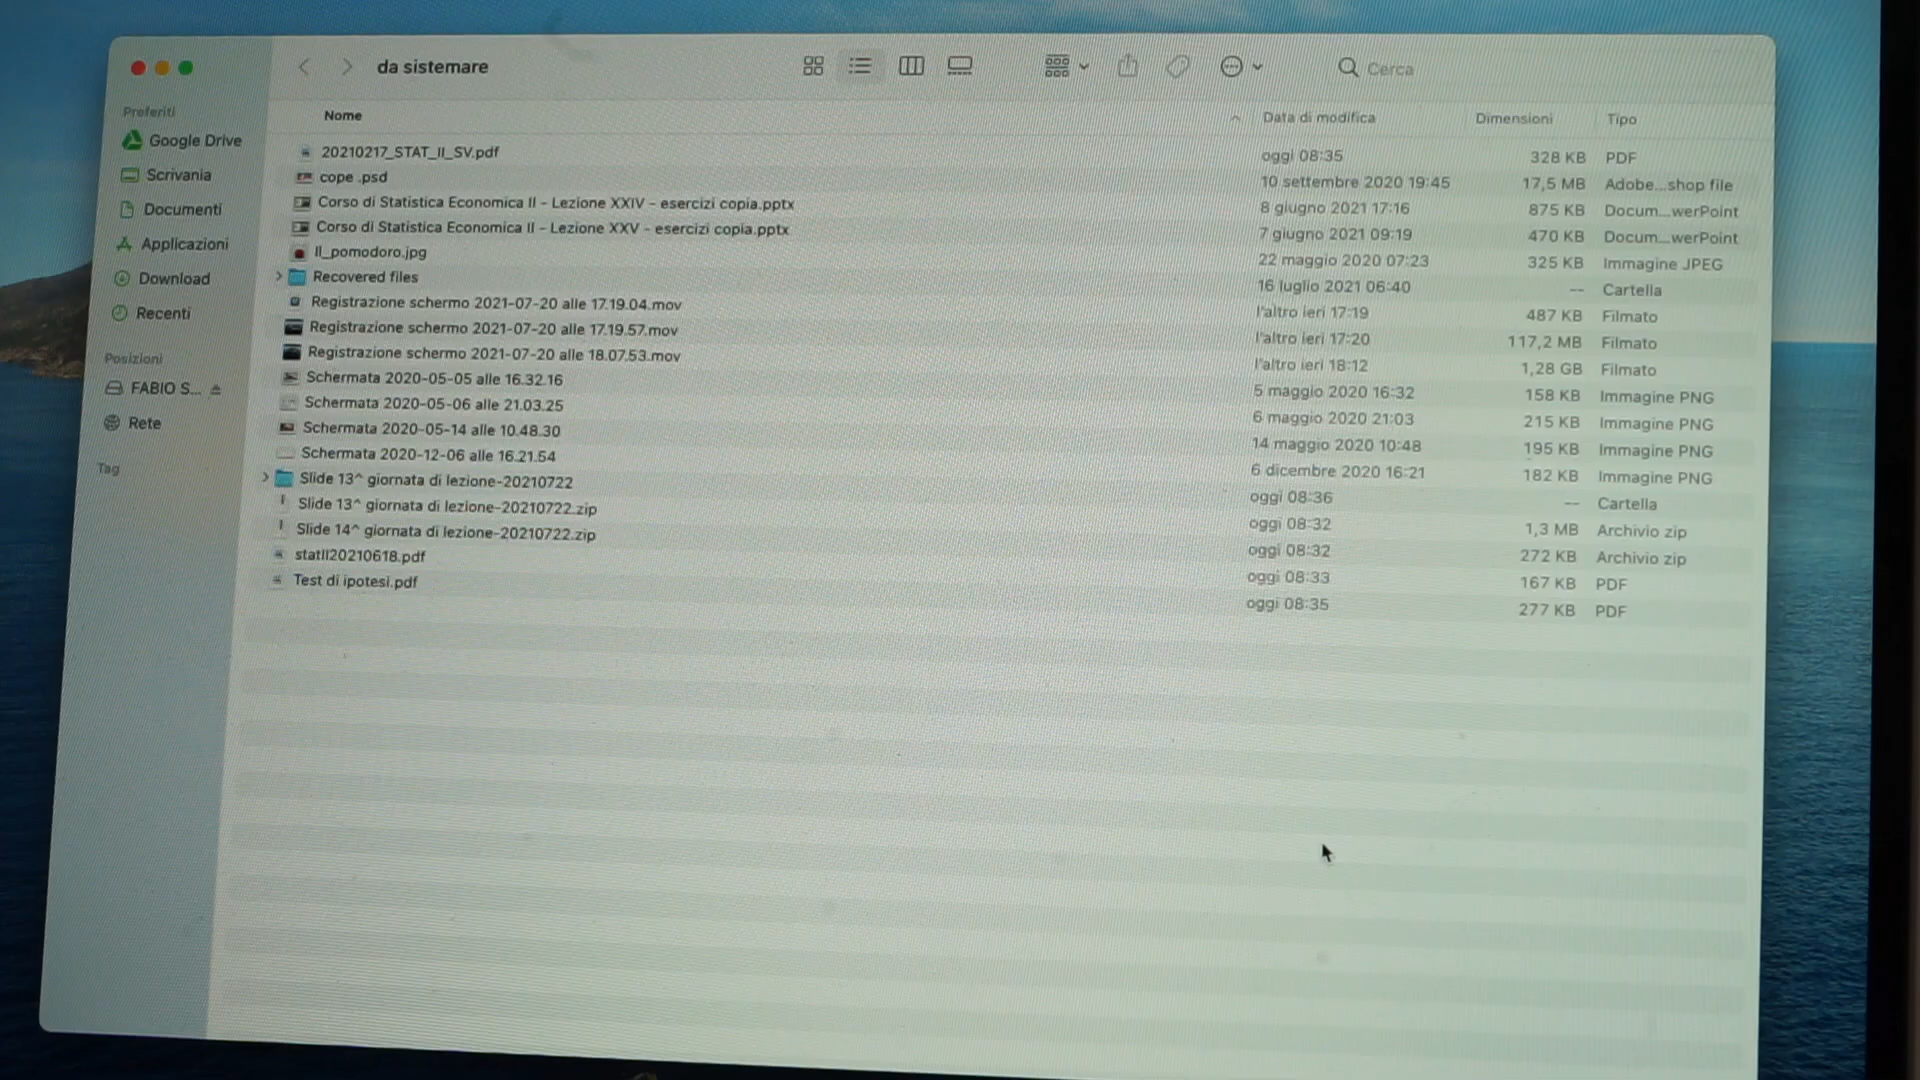 da sistemare
Cerca
Preferiti
Google Drive
Scrivania
Documenti
Applicazioni
Download
Recenti
Posizioni
FABIO S...
Rete
Tag
Nome Data di modifica Dimensioni Tipo
20210217_STAT_II_SV.pdf oggi 08:35 328 KB PDF
cope .psd 10 settembre 2020 19:45 17,5 MB Adobe...shop file
Corso di Statistica Economica II - Lezione XXIV - esercizi copia.pptx 8 giugno 2021 17:16 875 KB Docum...werPoint
Corso di Statistica Economica II - Lezione XXV - esercizi copia.pptx 7 giugno 2021 09:19 470 KB Docum...werPoint
Il_pomodoro.jpg 22 maggio 2020 07:23 325 KB Immagine JPEG
Recovered files 16 luglio 2021 06:40 -- Cartella
Registrazione schermo 2021-07-20 alle 17.19.04.mov l'altro ieri 17:19 487 KB Filmato
Registrazione schermo 2021-07-20 alle 17.19.57.mov l'altro ieri 17:20 117,2 MB Filmato
Registrazione schermo 2021-07-20 alle 18.07.53.mov l'altro ieri 18:12 1,28 GB Filmato
Schermata 2020-05-05 alle 16.32.16 5 maggio 2020 16:32 158 KB Immagine PNG
Schermata 2020-05-06 alle 21.03.25 6 maggio 2020 21:03 215 KB Immagine PNG
Schermata 2020-05-14 alle 10.48.30 14 maggio 2020 10:48 195 KB Immagine PNG
Schermata 2020-12-06 alle 16.21.54 6 dicembre 2020 16:21 182 KB Immagine PNG
Slide 13^ giornata di lezione-20210722 oggi 08:36 -- Cartella
Slide 13^ giornata di lezione-20210722.zip oggi 08:32 1,3 MB Archivio zip
Slide 14^ giornata di lezione-20210722.zip oggi 08:32 272 KB Archivio zip
statII20210618.pdf oggi 08:33 167 KB PDF
Test di ipotesi.pdf oggi 08:35 277 KB PDF